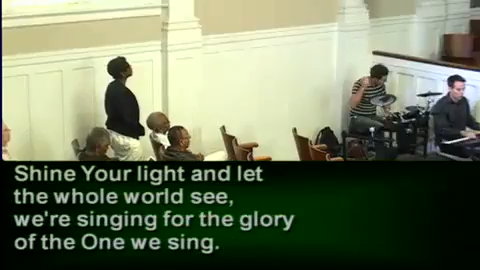 Shine Your light and let
the whole world see,
we're singing for the glory
of the One we sing.